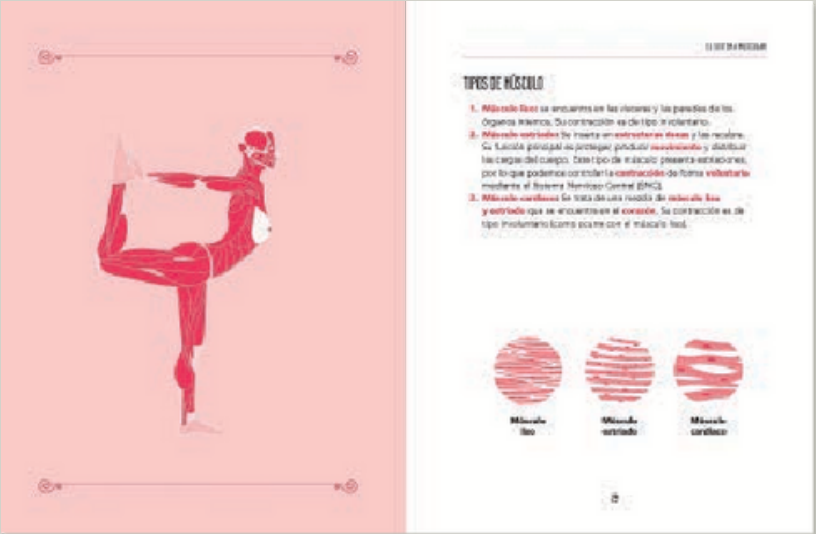 EL SISTEMA MUSCULAR
TIPOS DE MÚSCULO
1. Músculo liso: se encuentra en las vísceras y las paredes de los
órganos internos. Su contracción es de tipo involuntario.
2. Músculo estriado: Se inserta en estructuras óseas y las recubre.
Su función principal es proteger, producir movimiento y distribuir
las cargas del cuerpo. Este tipo de músculo presenta estriaciones,
por lo que podemos controlar la contracción de forma voluntaria
mediante el Sistema Nervioso Central (SNC).
3. Músculo cardíaco: Se trata de una mezcla de músculo liso
y estriado que se encuentra en el corazón. Su contracción es de
tipo involuntario (como ocurre con el músculo liso).
Músculo
liso
Músculo
estriado
Músculo
cardíaco